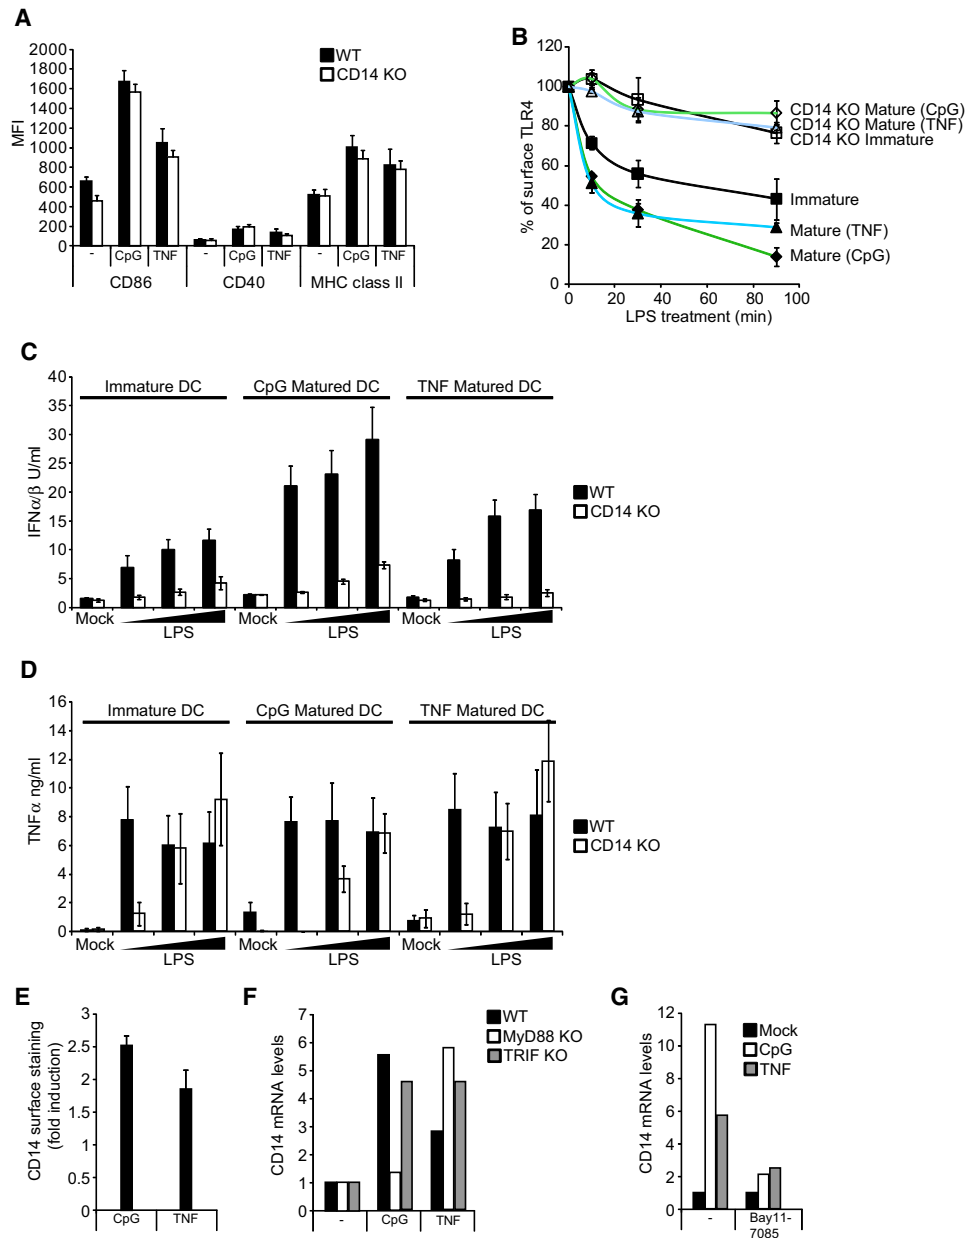 A
2000
1800
1600
1400
1200
1000
800
600
400
200
0
MFI
WT
CD14 KO
- CpG TNF - CpG TNF - CpG TNF
CD86 CD40 MHC class II
B
120
100
80
60
40
20
0
% of surface TLR4
0 20 40 60 80 100
LPS treatment (min)
CD14 KO Mature (CpG)
CD14 KO Mature (TNF)
CD14 KO Immature
Immature
Mature (TNF)
Mature (CpG)
C
40
35
30
25
20
15
10
5
0
IFNα/β U/ml
Immature DC CpG Matured DC TNF Matured DC
WT
CD14 KO
Mock Mock Mock
LPS LPS LPS
D
16
14
12
10
8
6
4
2
0
TNFα ng/ml
Immature DC CpG Matured DC TNF Matured DC
WT
CD14 KO
Mock Mock Mock
LPS LPS LPS
E
3
2.5
2
1.5
1
0.5
0
CD14 surface staining
(fold induction)
CpG TNF
F
7
6
5
4
3
2
1
0
CD14 mRNA levels
WT
MyD88 KO
TRIF KO
- CpG TNF
G
12
10
8
6
4
2
0
CD14 mRNA levels
Mock
CpG
TNF
- Bay11-
7085